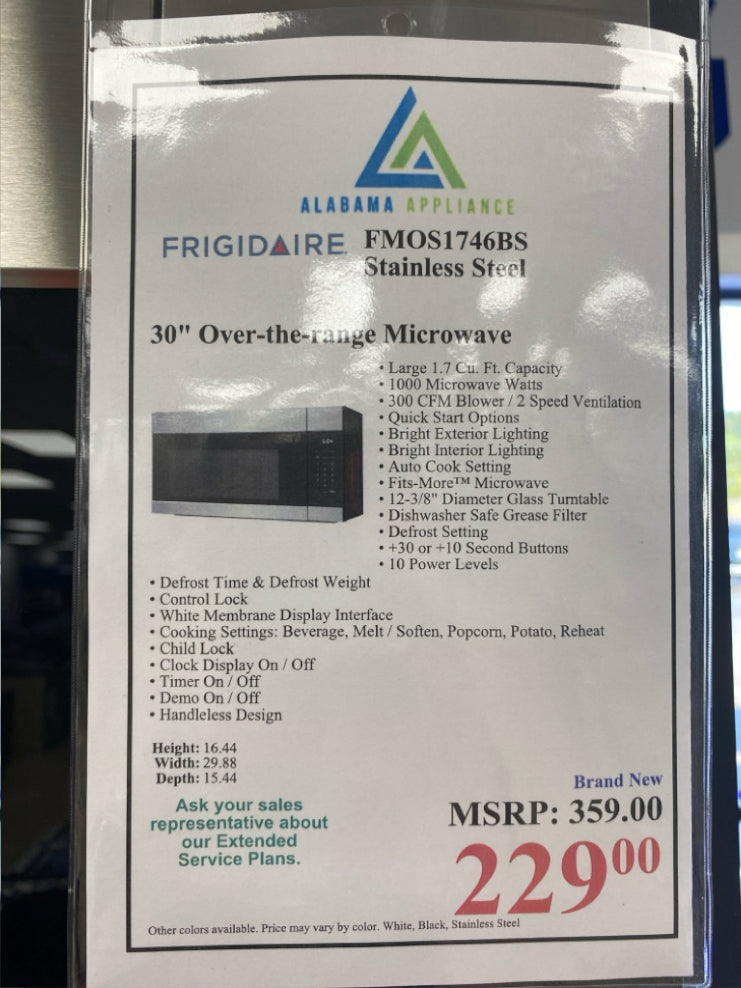 ALABAMA APPLIANCE
FRIGIDAIRE FMOS1746BS
Stainless Steel
30" Over-the-range Microwave
• Large 1.7 Cu. Ft. Capacity
• 1000 Microwave Watts
• 300 CFM Blower / 2 Speed Ventilation
• Quick Start Options
• Bright Exterior Lighting
• Bright Interior Lighting
• Auto Cook Setting
• Fits-More™ Microwave
• 12-3/8" Diameter Glass Turntable
• Dishwasher Safe Grease Filter
• Defrost Setting
• +30 or +10 Second Buttons
• 10 Power Levels
• Defrost Time & Defrost Weight
• Control Lock
• White Membrane Display Interface
• Cooking Settings: Beverage, Melt / Soften, Popcorn, Potato, Reheat
• Child Lock
• Clock Display On / Off
• Timer On / Off
• Demo On / Off
• Handleless Design
Height: 16.44
Width: 29.88
Depth: 15.44
Ask your sales
representative about
our Extended
Service Plans.
Brand New
MSRP: 359.00
229⁰⁰
Other colors available. Price may vary by color. White, Black, Stainless Steel